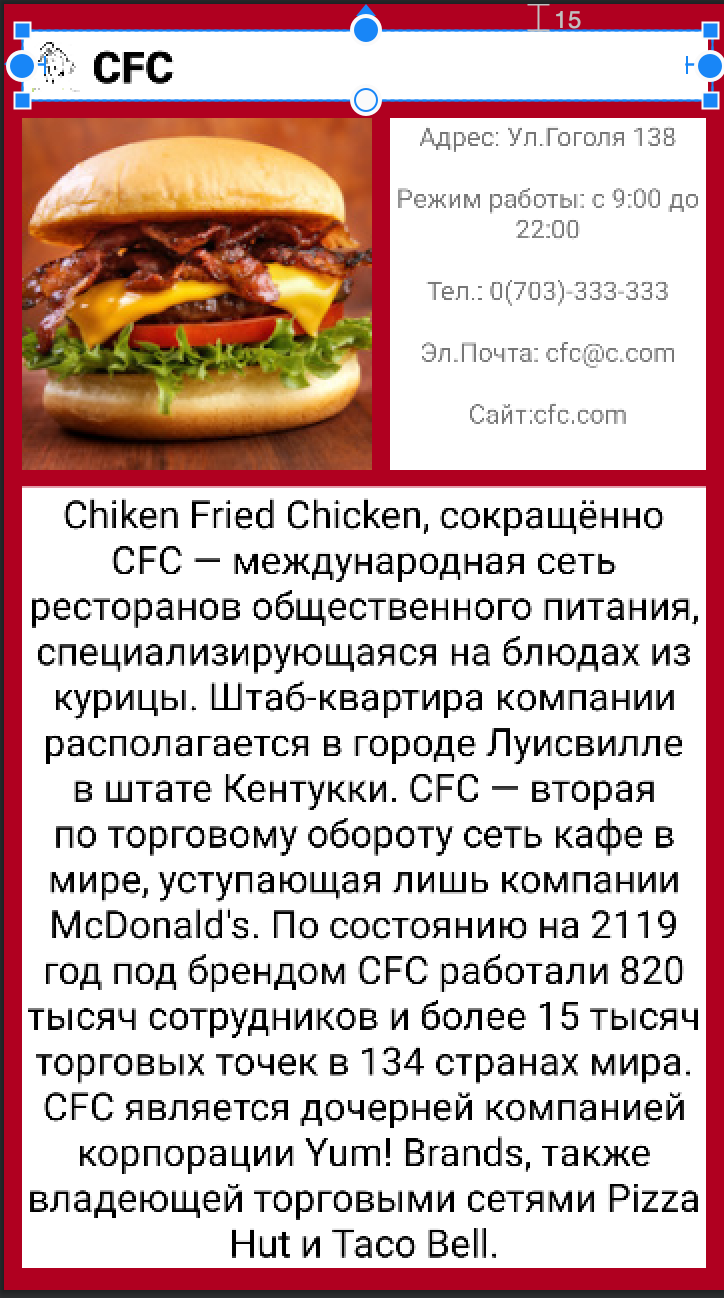 15
CFC
Адрес: Ул.Гоголя 138
Режим работы: с 9:00 до
22:00
Тел.: 0(703)-333-333
Эл.Почта: cfc@c.com
Сайт:cfc.com
Chiken Fried Chicken, сокращённо
CFC — международная сеть
ресторанов общественного питания,
специализирующаяся на блюдах из
курицы. Штаб-квартира компании
располагается в городе Луисвилле
в штате Кентукки. CFC — вторая
по торговому обороту сеть кафе в
мире, уступающая лишь компании
McDonald's. По состоянию на 2119
год под брендом CFC работали 820
тысяч сотрудников и более 15 тысяч
торговых точек в 134 странах мира.
CFC является дочерней компанией
корпорации Yum! Brands, также
владеющей торговыми сетями Pizza
Hut и Taco Bell.